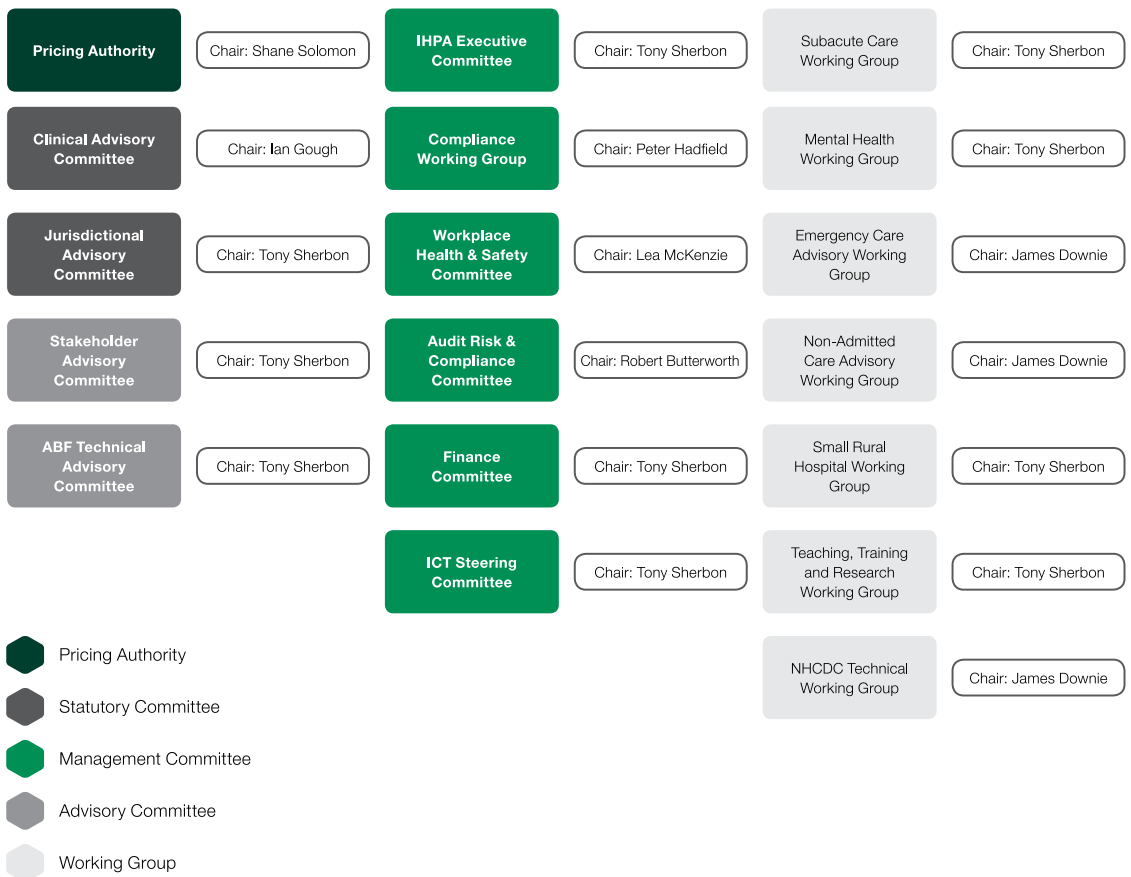 Pricing Authority
Chair: Shane Solomon
Clinical Advisory
Committee
Chair: Ian Gough
Jurisdictional
Advisory
Committee
Chair: Tony Sherbon
Stakeholder
Advisory
Committee
Chair: Tony Sherbon
ABF Technical
Advisory
Committee
Chair: Tony Sherbon
IHPA Executive
Committee
Chair: Tony Sherbon
Compliance
Working Group
Chair: Peter Hadfield
Workplace
Health & Safety
Committee
Chair: Lea McKenzie
Audit Risk &
Compliance
Committee
Chair: Robert Butterworth
Finance
Committee
Chair: Tony Sherbon
ICT Steering
Committee
Chair: Tony Sherbon
Subacute Care
Working Group
Chair: Tony Sherbon
Mental Health
Working Group
Chair: Tony Sherbon
Emergency Care
Advisory Working
Group
Chair: James Downie
Non-Admitted
Care Advisory
Working Group
Chair: James Downie
Small Rural
Hospital Working
Group
Chair: Tony Sherbon
Teaching, Training
and Research
Working Group
Chair: Tony Sherbon
NHCDC Technical
Working Group
Chair: James Downie
Pricing Authority
Statutory Committee
Management Committee
Advisory Committee
Working Group